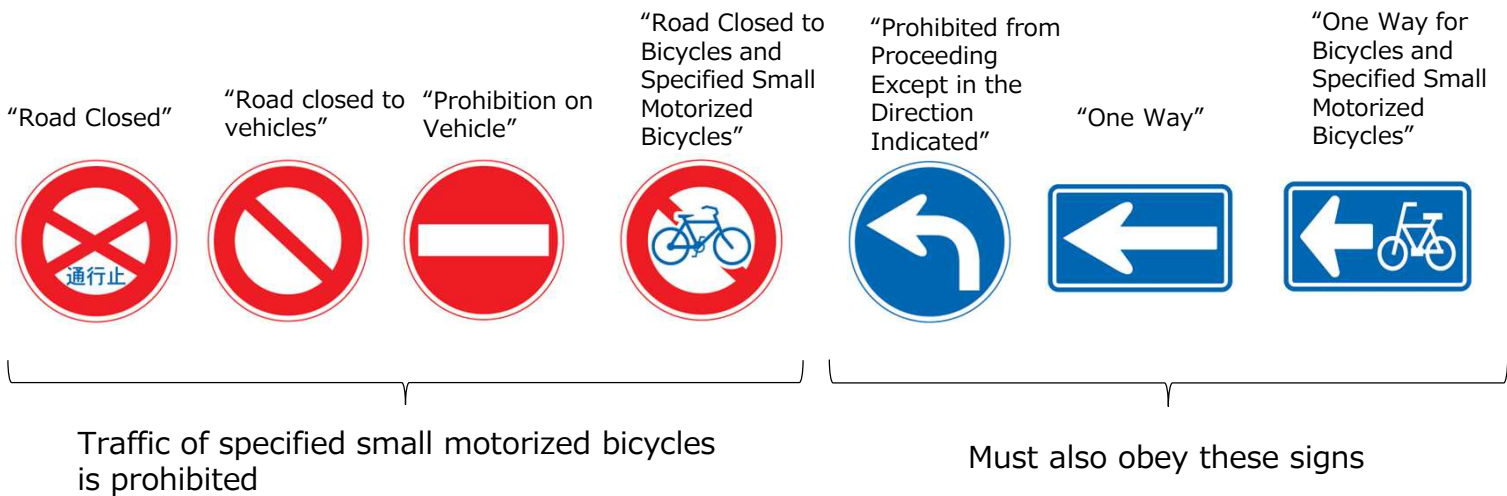 “Road Closed”
“Road closed to
vehicles”
“Prohibition on
Vehicle”
“Road Closed to
Bicycles and
Specified Small
Motorized
Bicycles”
“Prohibited from
Proceeding
Except in the
Direction
Indicated”
“One Way”
“One Way for
Bicycles and
Specified Small
Motorized
Bicycles”
通行止
Traffic of specified small motorized bicycles
is prohibited
Must also obey these signs